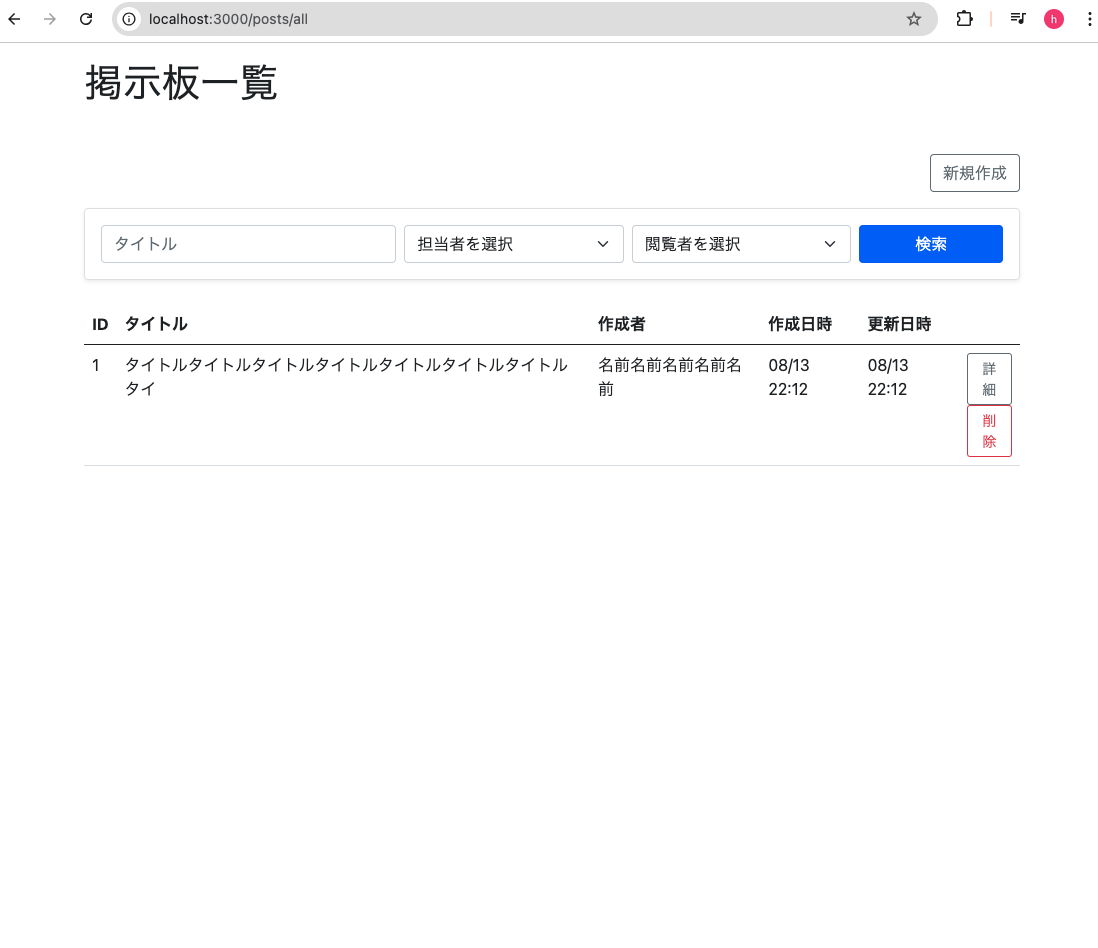 localhost:3000/posts/all
h
掲示板一覧
新規作成
タイトル 担当者を選択 閲覧者を選択 検索
ID タイトル 作成者 作成日時 更新日時
1 タイトルタイトルタイトルタイトルタイトルタイトルタイトル 名前名前名前名前名 08/13 08/13 詳
タイ 前 22:12 22:12 細
削
除